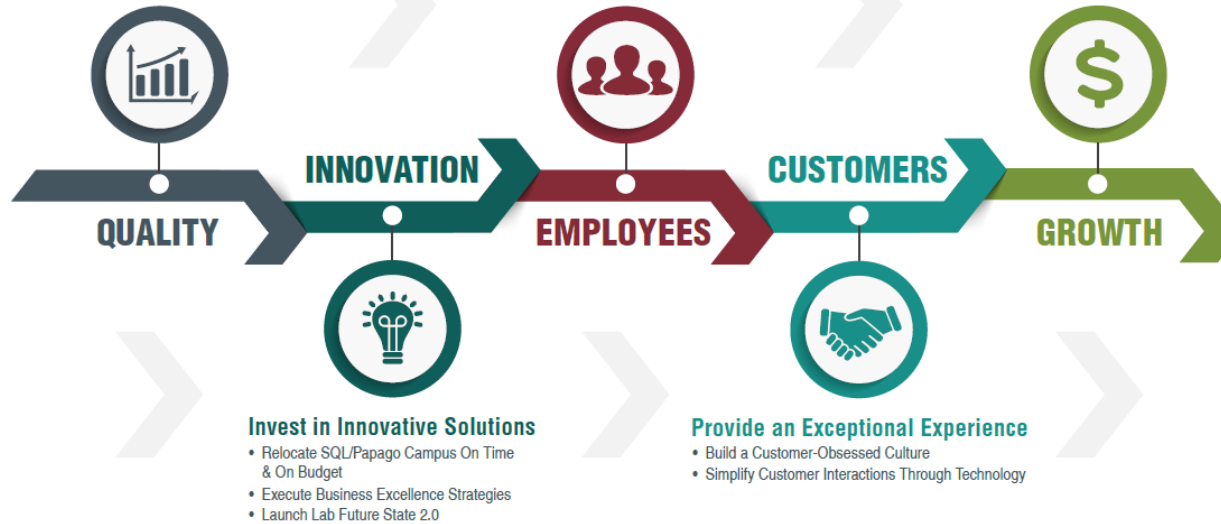 INNOVATION
CUSTOMERS
QUALITY
EMPLOYEES
GROWTH
$
Invest in Innovative Solutions
• Relocate SQL/Papago Campus On Time
& On Budget
• Execute Business Excellence Strategies
• Launch Lab Future State 2.0
Provide an Exceptional Experience
• Build a Customer-Obsessed Culture
• Simplify Customer Interactions Through Technology